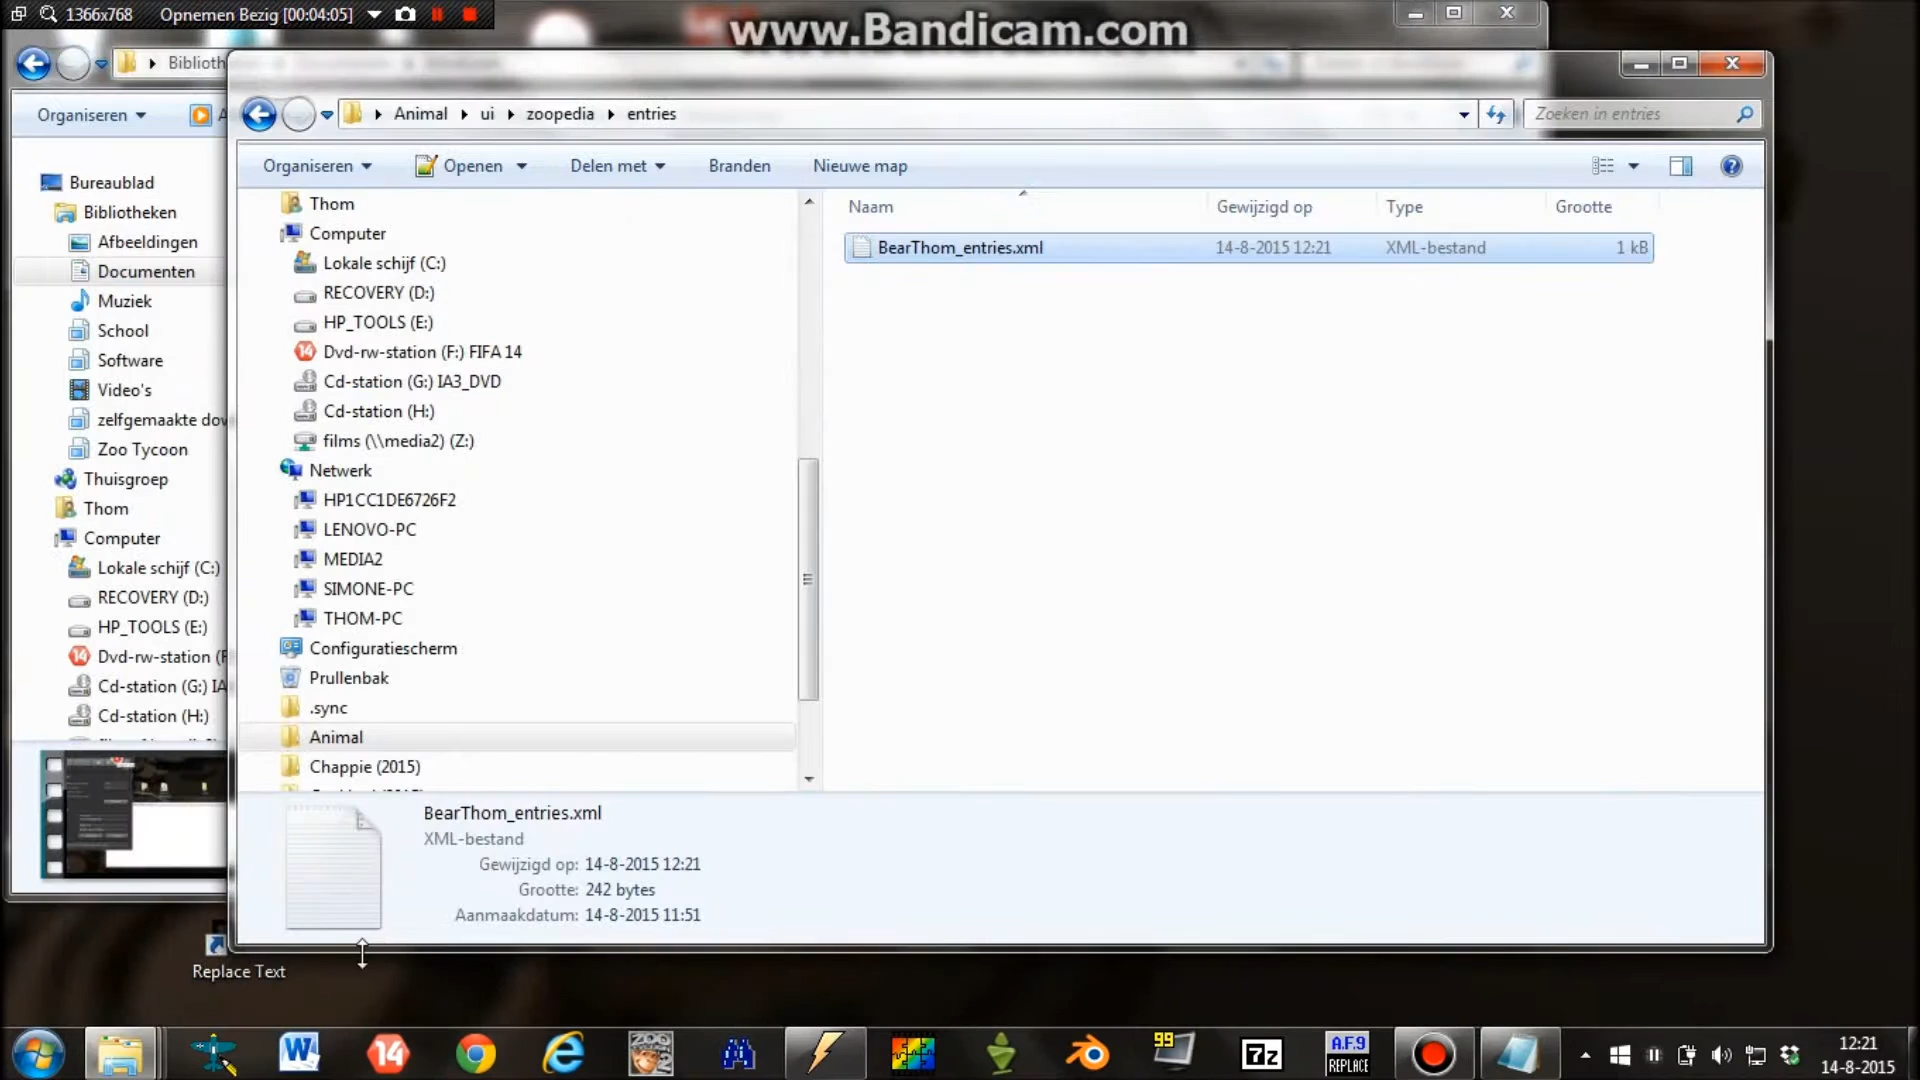 1366x768 Opnemen Bezig [00:04:05]
www.Bandicam.com
Animal ui zoopedia entries
Zoeken in entries
Organiseren Openen Delen met Branden Nieuwe map
Naam Gewijzigd op Type Grootte
BearThom_entries.xml 14-8-2015 12:21 XML-bestand 1 kB
Organiseren
Bureaublad
Bibliotheken
Afbeeldingen
Documenten
Muziek
School
Software
Video's
zelfgemaakte
Zoo Tycoon
Thuisgroep
Thom
Computer
Lokale schijf (C:)
RECOVERY (D:)
HP_TOOLS (E:)
Dvd-rw-station
Cd-station (G:)
Cd-station (H:)
Thom
Computer
Lokale schijf (C:)
RECOVERY (D:)
HP_TOOLS (E:)
Dvd-rw-station (F:) FIFA 14
Cd-station (G:) IA3_DVD
Cd-station (H:)
films (\\media2) (Z:)
Netwerk
HP1CC1DE6726F2
LENOVO-PC
MEDIA2
SIMONE-PC
THOM-PC
Configuratiescherm
Prullenbak
.sync
Animal
Chappie (2015)
BearThom_entries.xml
XML-bestand
Gewijzigd op: 14-8-2015 12:21
Grootte: 242 bytes
Aanmaakdatum: 14-8-2015 11:51
Replace Text
14
ZOO
99
7z
A.F.9
REPLACE
12:21
14-8-2015